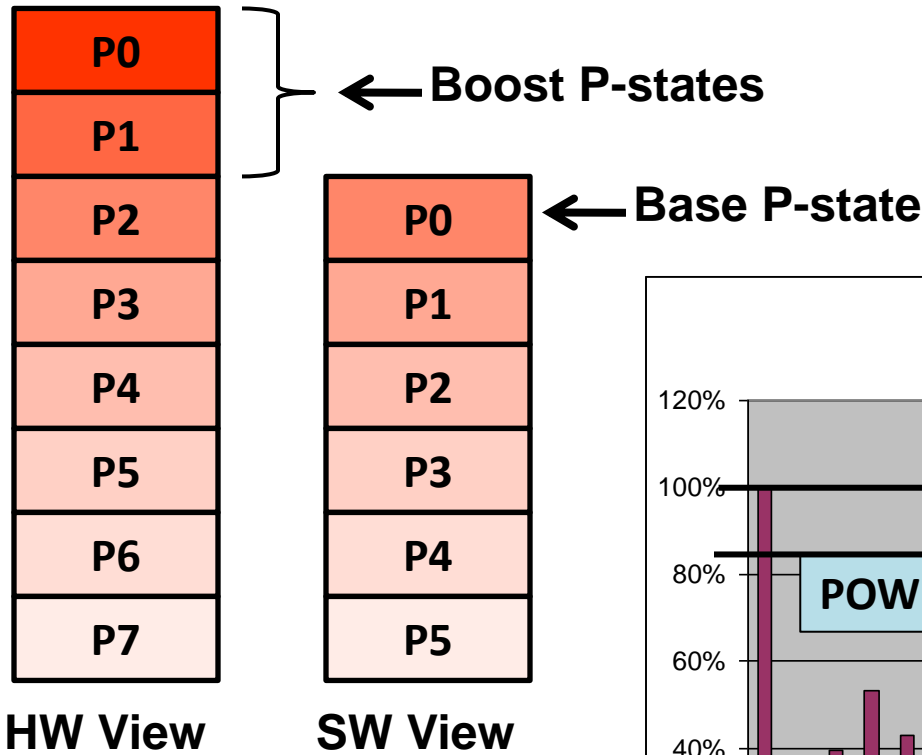 P0
P1
P2
P3
P4
P5
P6
P7
HW View
Boost P-states
P0
P1
P2
P3
P4
P5
SW View
Base P-state
120%
100%
80%
60%
40%
POW